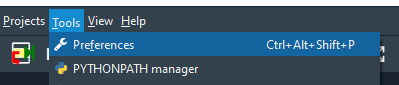 Projects Tools View Help
Preferences Ctrl+Alt+Shift+P
PYTHONPATH manager